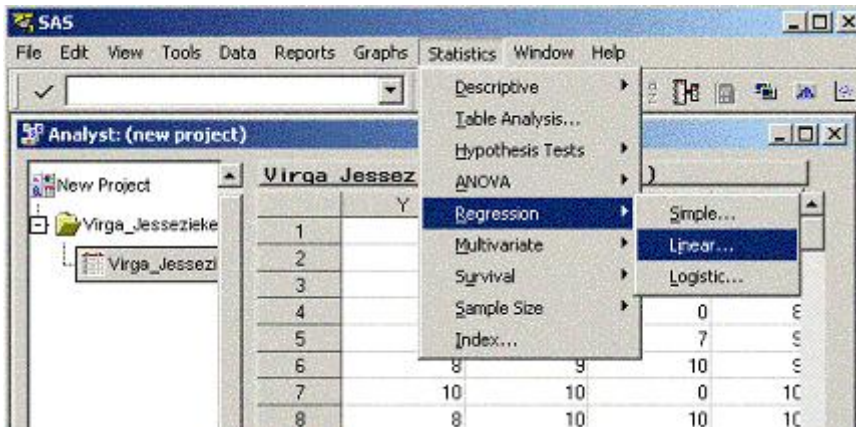 SAS
File Edit View Tools Data Reports Graphs Statistics Window Help
Descriptive
Table Analysis...
Analyst: (new project)
Hypothesis Tests
New Project
Virga Jessez
)
ANOVA
Y
Regression
Simple...
Virga_Jessezieke
1
Multivariate
Linear...
Virga_Jessezi
2
Survival
Logistic...
3
4
Sample Size
0
5
Index...
7
6 8 9 10
7 10 10 0 10
8 8 10 10 10